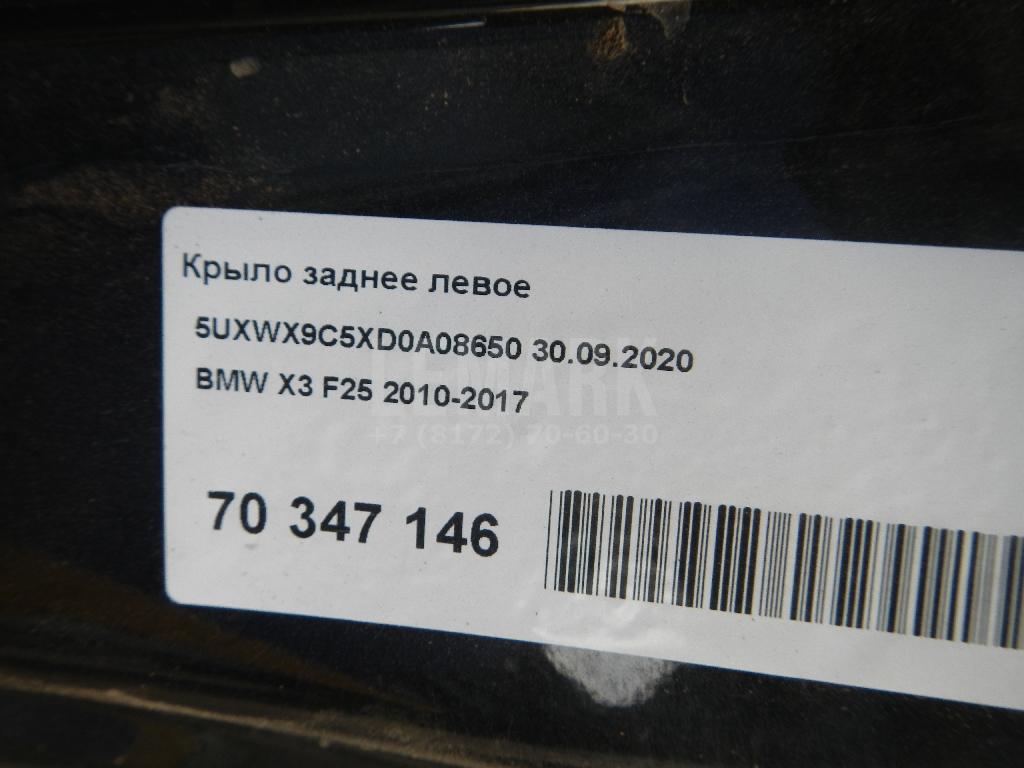 Крыло заднее левое
5UXWX9C5XD0A08650 30.09.2020
BMW X3 F25 2010-2017
LEMARK
+7 (8172) 70-60-30
70 347 146